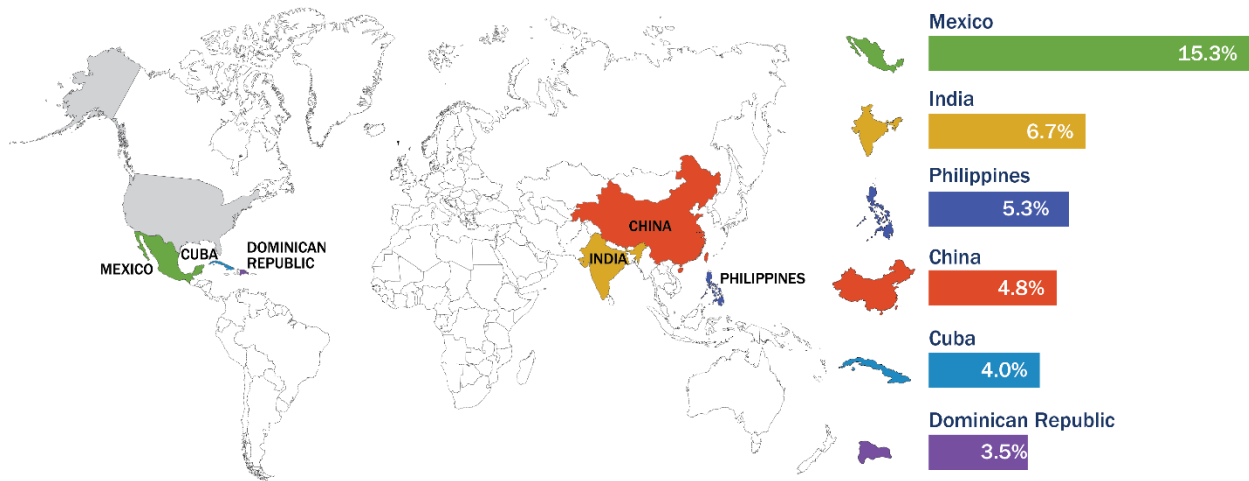 CUBA
DOMINICAN
REPUBLIC
MEXICO
CHINA
INDIA
PHILIPPINES
Mexico
15.3%
India
6.7%
Philippines
5.3%
China
4.8%
Cuba
4.0%
Dominican Republic
3.5%